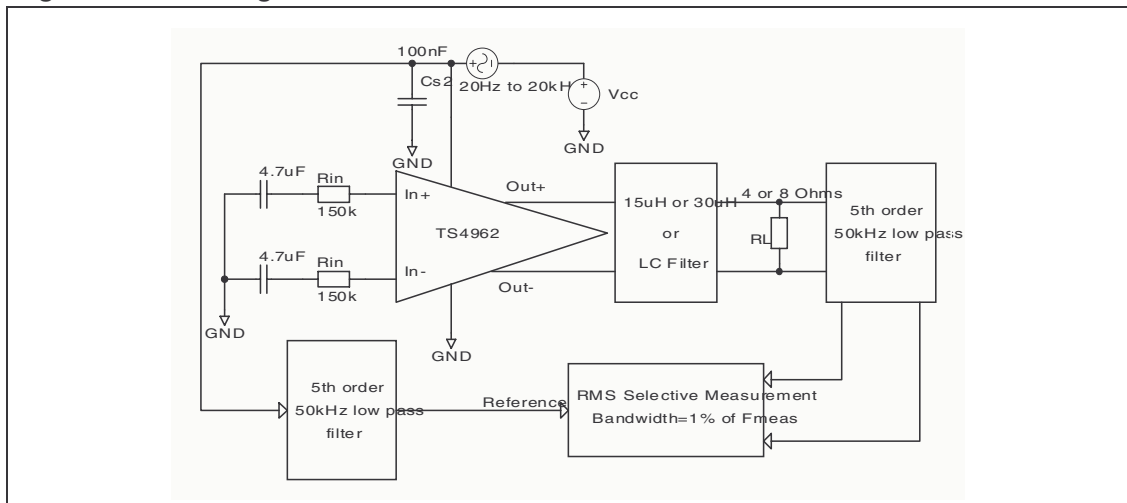 100nF
Cs2
20Hz to 20kH
Vcc
GND
GND
4.7uF
Rin
150k
In+
Out+
15uH or 30uH
or
LC Filter
4 or 8 Ohms
RL
5th order
50kHz low pass
filter
TS4962
4.7uF
Rin
150k
In-
Out-
GND
GND
5th order
50kHz low pass
filter
Reference
RMS Selective Measurement
Bandwidth=1% of Fmeas